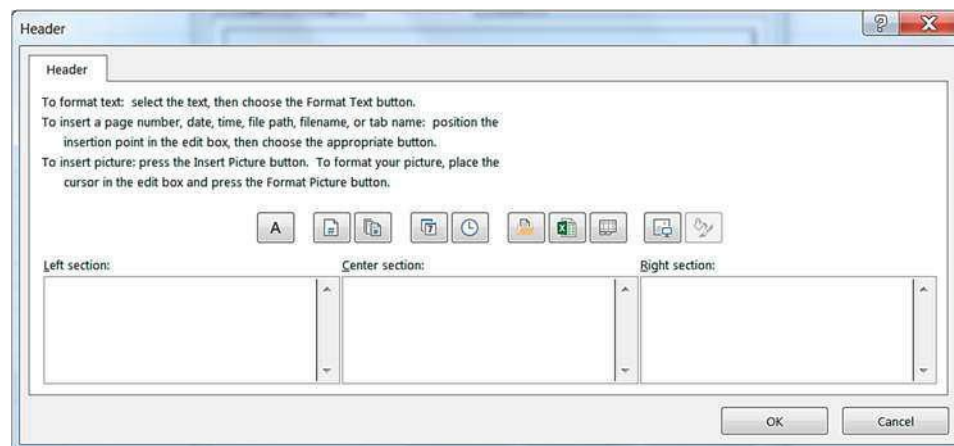 Header
Header
To format text: select the text, then choose the Format Text button.
To insert a page number, date, time, file path, filename, or tab name: position the
insertion point in the edit box, then choose the appropriate button.
To insert picture: press the Insert Picture button. To format your picture, place the
cursor in the edit box and press the Format Picture button.
A # 7
Left section: Center section: Right section:
OK Cancel